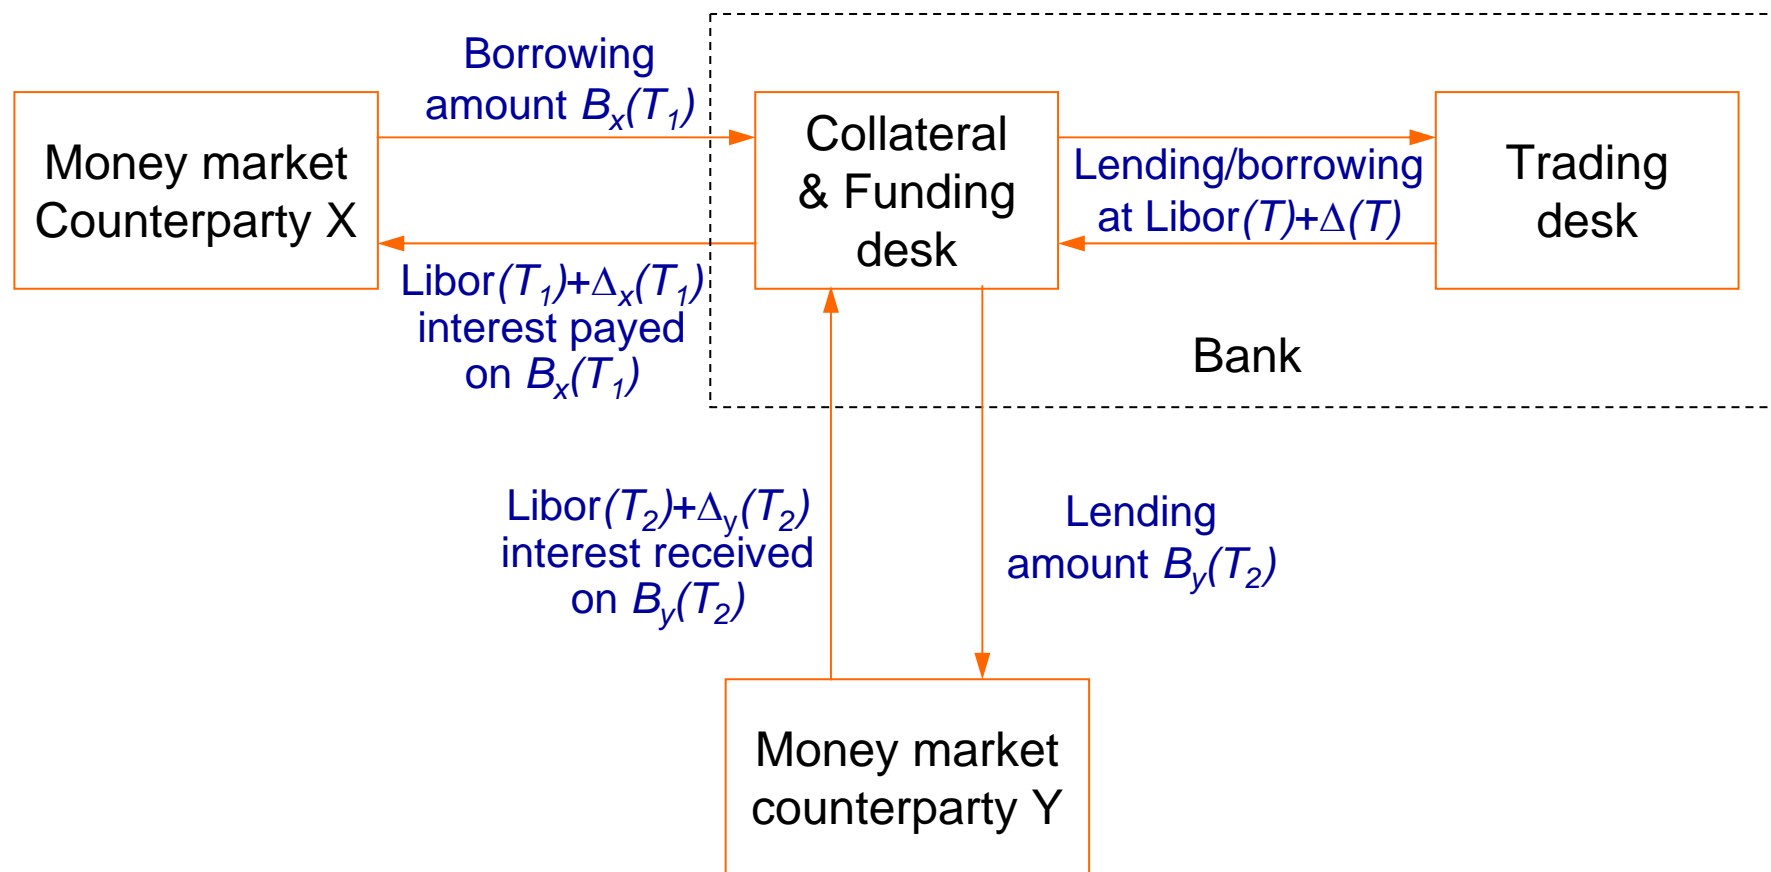 Borrowing
amount Bx(T1)
Money market
Counterparty X
Libor(T1)+Δx(T1)
interest payed
on Bx(T1)
Collateral
& Funding
desk
Lending/borrowing
at Libor(T)+Δ(T)
Trading
desk
Bank
Libor(T2)+Δy(T2)
interest received
on By(T2)
Lending
amount By(T2)
Money market
counterparty Y